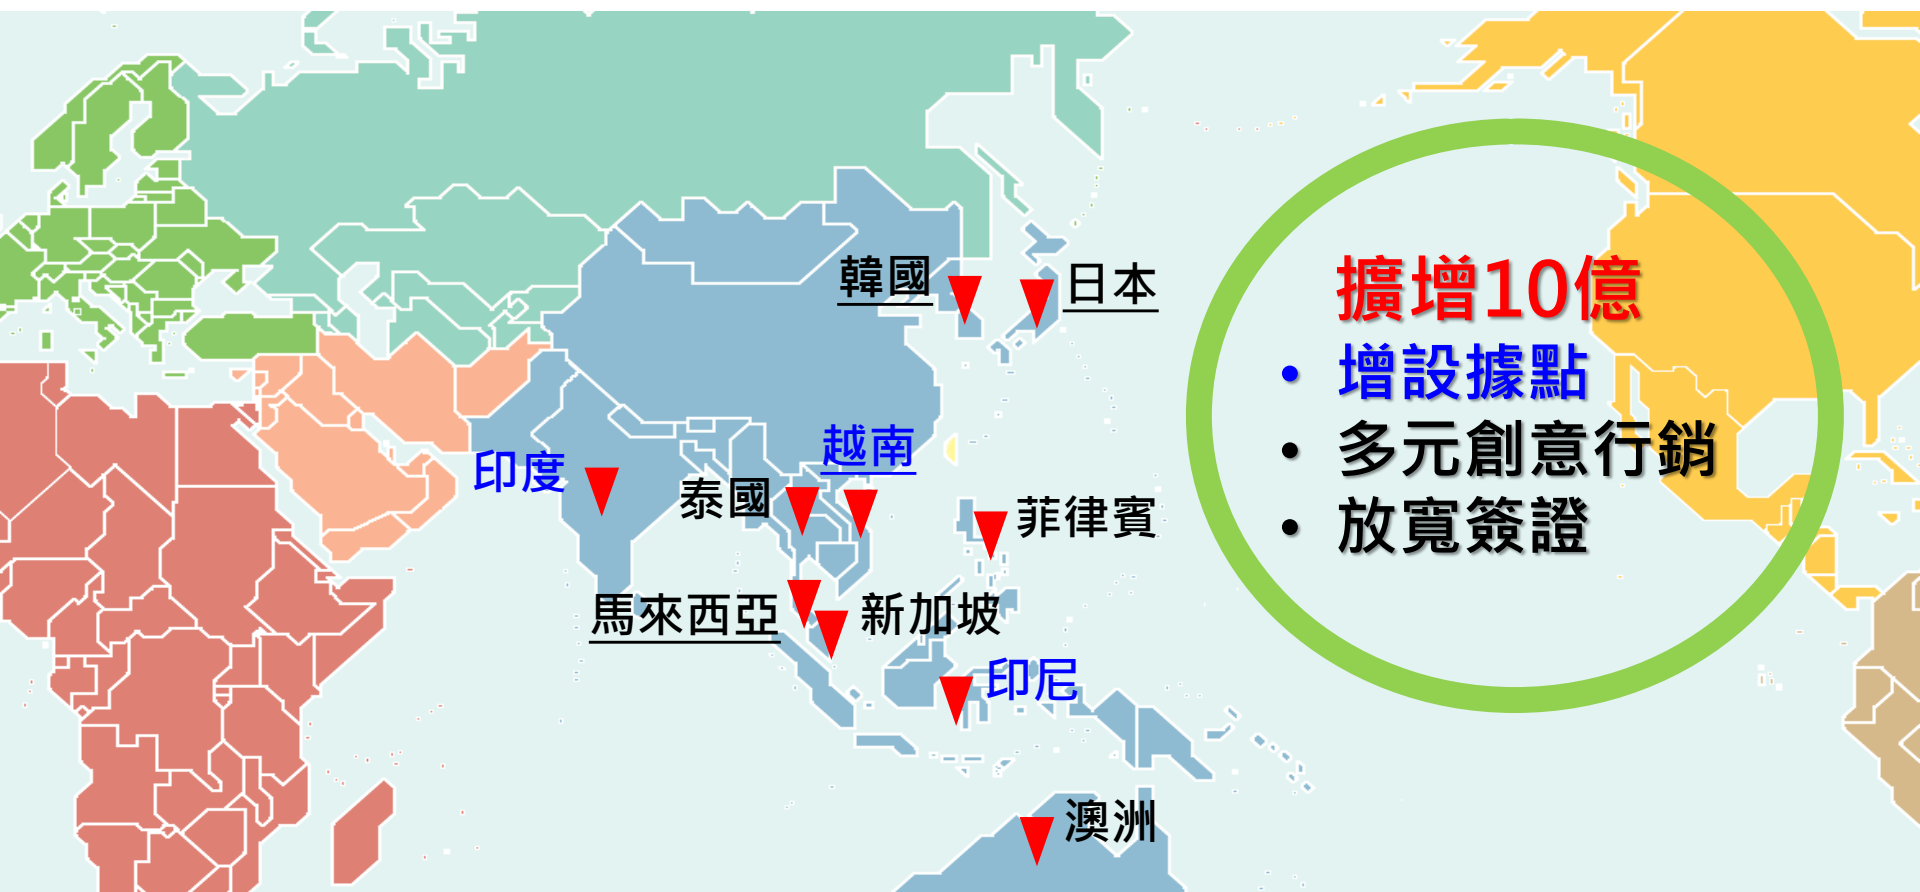 韓國
日本
越南
印度
泰國
菲律賓
馬來西亞
新加坡
印尼
澳洲
擴增10億
• 增設據點
• 多元創意行銷
• 放寬簽證